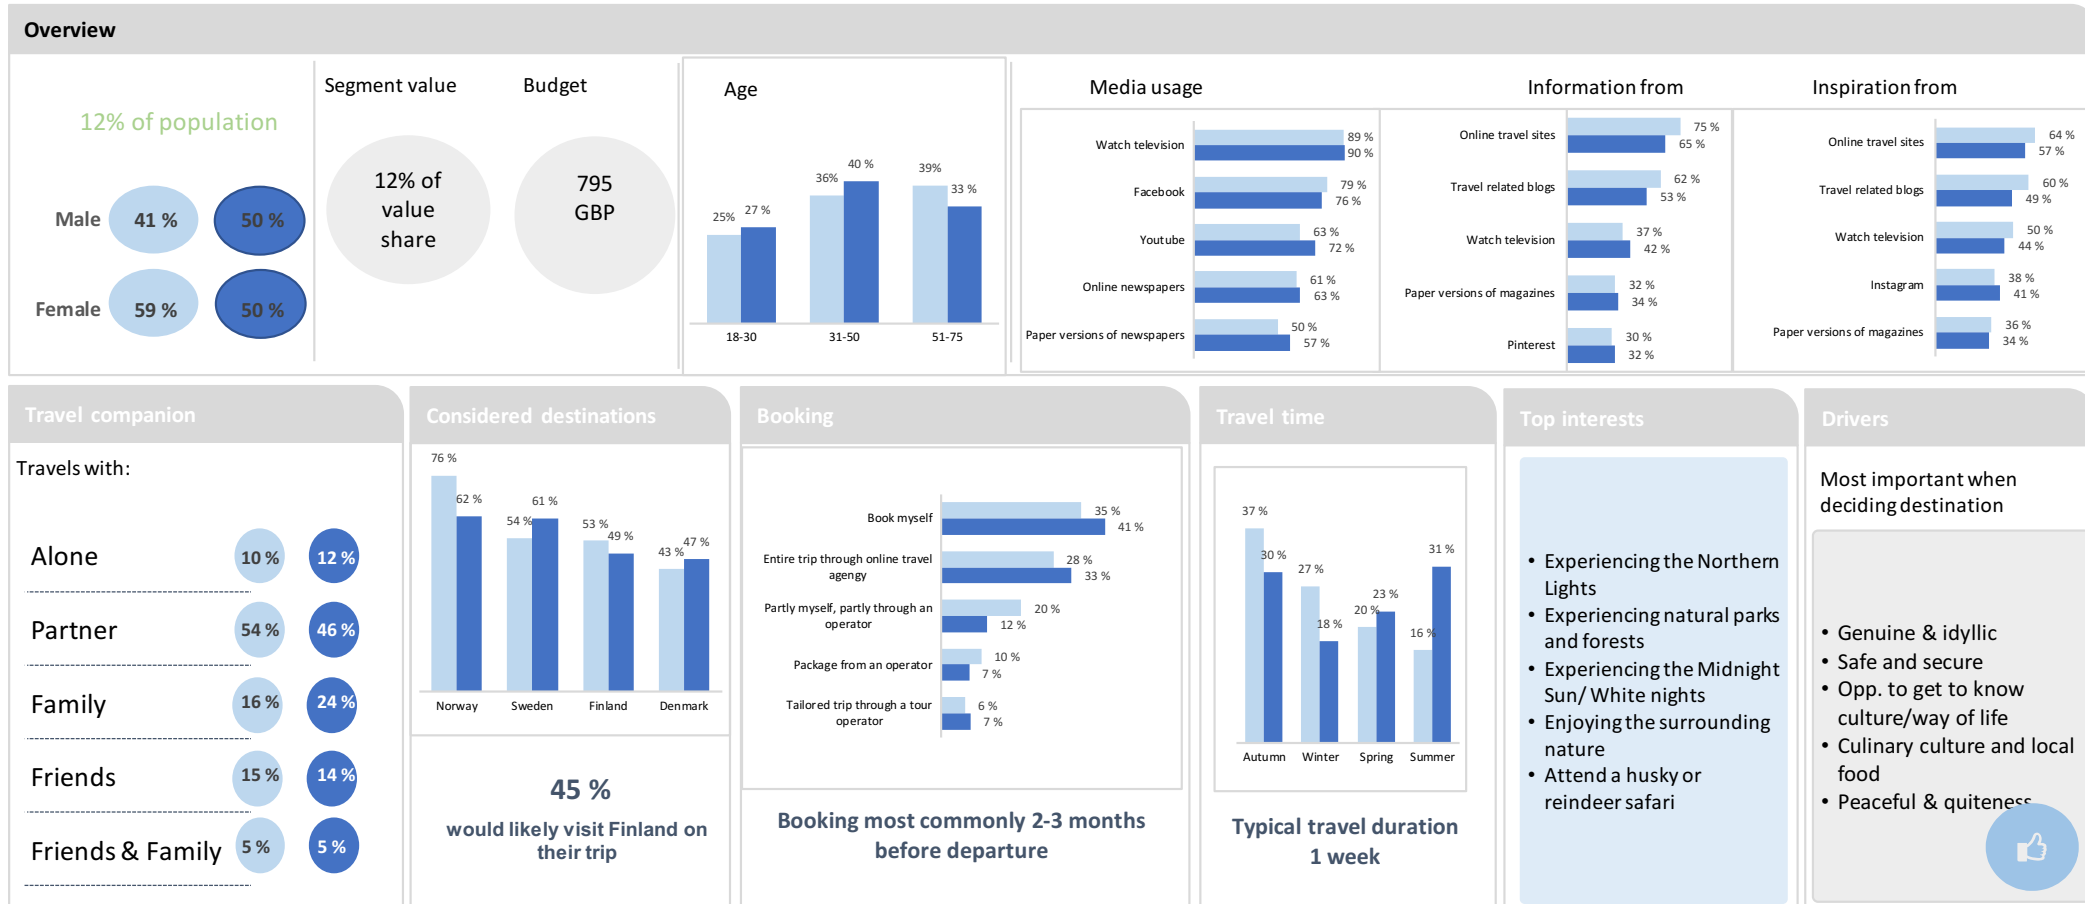 Overview
12% of population
Male
41 %
50 %
Female
59 %
50 %
Segment value
12% of
value
share
Budget
795
GBP
Age
25%
27 %
36%
40 %
39%
33 %
18-30
31-50
51-75
Media usage
Watch television
89 %
90 %
Facebook
79 %
76 %
Youtube
63 %
72 %
Online newspapers
61 %
63 %
Paper versions of newspapers
50 %
57 %
Information from
Online travel sites
75 %
65 %
Travel related blogs
62 %
53 %
Watch television
37 %
42 %
Paper versions of magazines
32 %
34 %
Pinterest
30 %
32 %
Inspiration from
Online travel sites
64 %
57 %
Travel related blogs
60 %
49 %
Watch television
50 %
44 %
Instagram
38 %
41 %
Paper versions of magazines
36 %
34 %
Travel companion
Travels with:
Alone
10 %
12 %
Partner
54 %
46 %
Family
16 %
24 %
Friends
15 %
14 %
Friends & Family
5 %
5 %
Considered destinations
76 %
62 %
54 %
61 %
53 %
49 %
43 %
47 %
Norway
Sweden
Finland
Denmark
45 %
would likely visit Finland on
their trip
Booking
Book myself
35 %
41 %
Entire trip through online travel
agengy
28 %
33 %
Partly myself, partly through an
operator
20 %
12 %
Package from an operator
10 %
7 %
Tailored trip through a tour
operator
6 %
7 %
Booking most commonly 2-3 months
before departure
Travel time
37 %
30 %
27 %
18 %
20 %
23 %
16 %
31 %
Autumn
Winter
Spring
Summer
Typical travel duration
1 week
Top interests
• Experiencing the Northern
Lights
• Experiencing natural parks
and forests
• Experiencing the Midnight
Sun/ White nights
• Enjoying the surrounding
nature
• Attend a husky or
reindeer safari
Drivers
Most important when
deciding destination
• Genuine & idyllic
• Safe and secure
• Opp. to get to know
culture/way of life
• Culinary culture and local
food
• Peaceful & quiteness